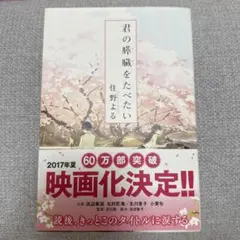 君の膵臓をたべたい
住野よる
2017年夏
60万部突破
映画化決定!!
読後、きっとこのタイトルに涙する